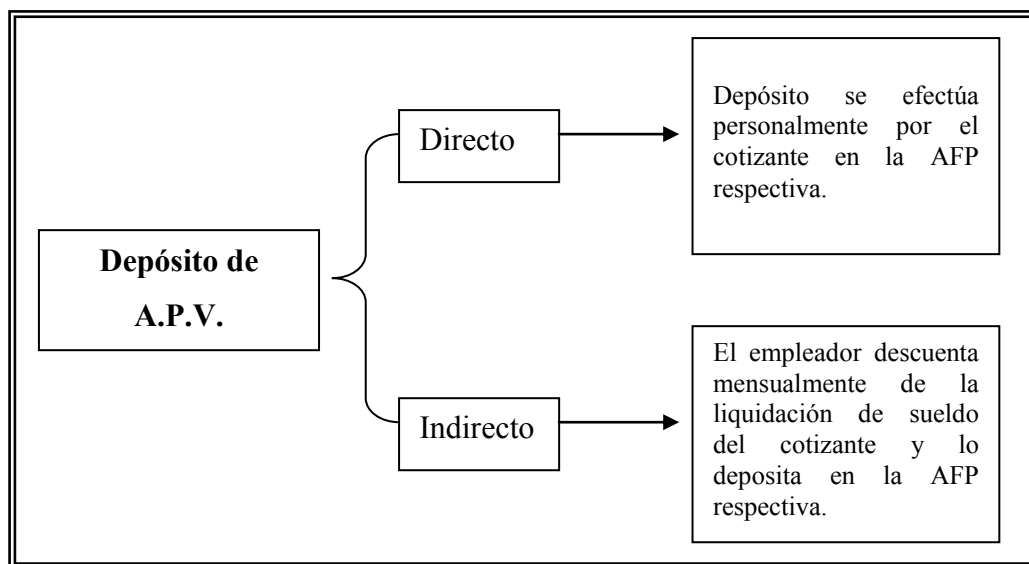 Depósito de
A.P.V.
Directo
Depósito se efectúa
personalmente por el
cotizante en la AFP
respectiva.
Indirecto
El empleador descuenta
mensualmente de la
liquidación de sueldo
del cotizante y lo
deposita en la AFP
respectiva.